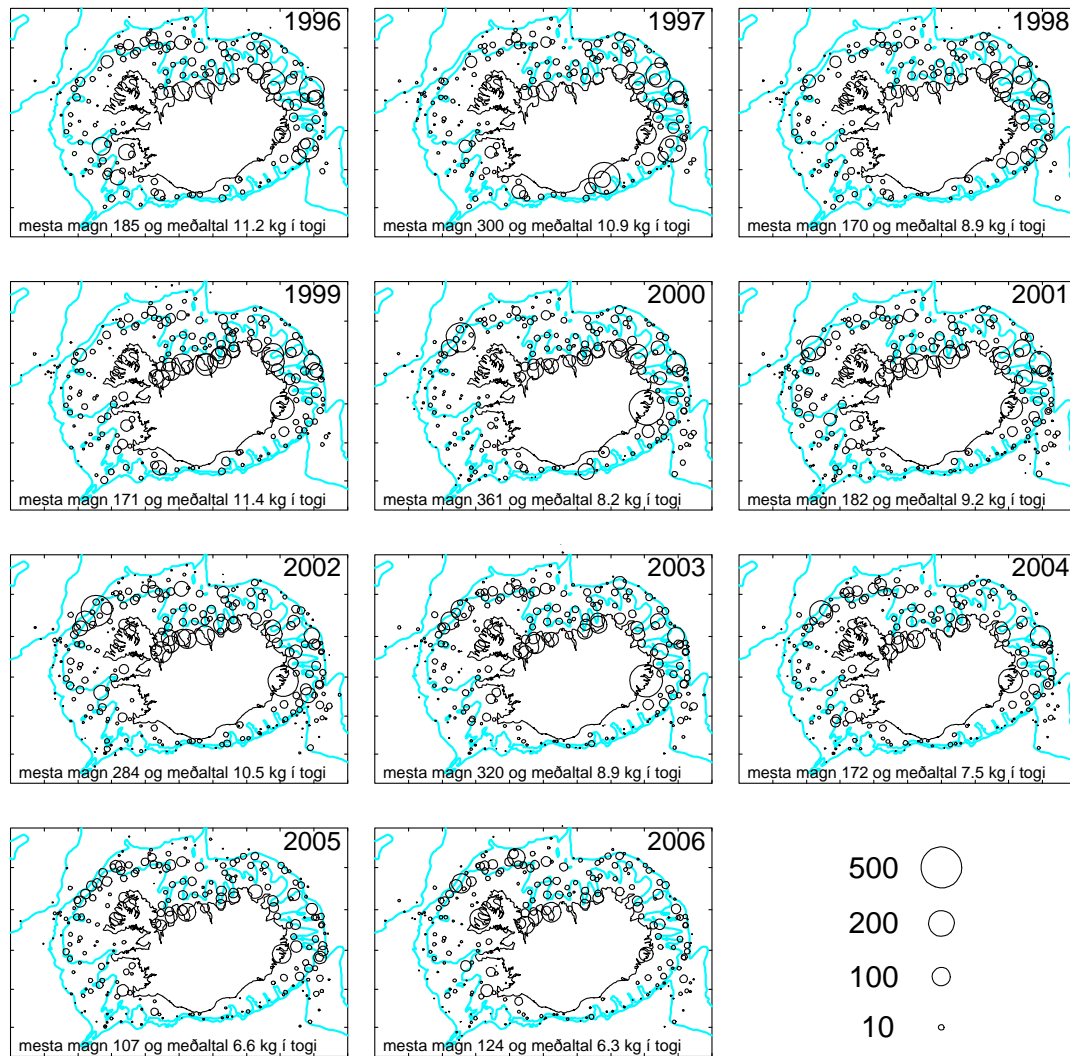 1996
mesta magn 185 og meðaltal 11.2 kg í togi
1997
mesta magn 300 og meðaltal 10.9 kg í togi
1998
mesta magn 170 og meðaltal 8.9 kg í togi
1999
mesta magn 171 og meðaltal 11.4 kg í togi
2000
mesta magn 361 og meðaltal 8.2 kg í togi
2001
mesta magn 182 og meðaltal 9.2 kg í togi
2002
mesta magn 284 og meðaltal 10.5 kg í togi
2003
mesta magn 320 og meðaltal 8.9 kg í togi
2004
mesta magn 172 og meðaltal 7.5 kg í togi
2005
mesta magn 107 og meðaltal 6.6 kg í togi
2006
mesta magn 124 og meðaltal 6.3 kg í togi
500
200
100
10